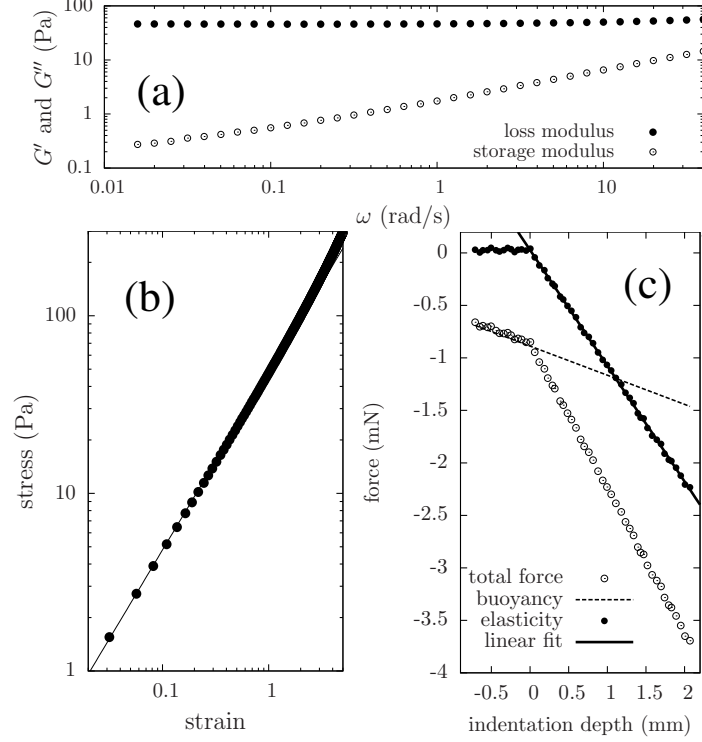 100
10
1
0.1
G′ and G″ (Pa)
(a)
loss modulus
storage modulus
0.01
0.1
1
10
ω (rad/s)
100
10
1
stress (Pa)
(b)
0.1
1
strain
0
-0.5
-1
-1.5
-2
-2.5
-3
-3.5
-4
force (mN)
(c)
total force
buoyancy
elasticity
linear fit
-0.5
0
0.5
1
1.5
2
indentation depth (mm)